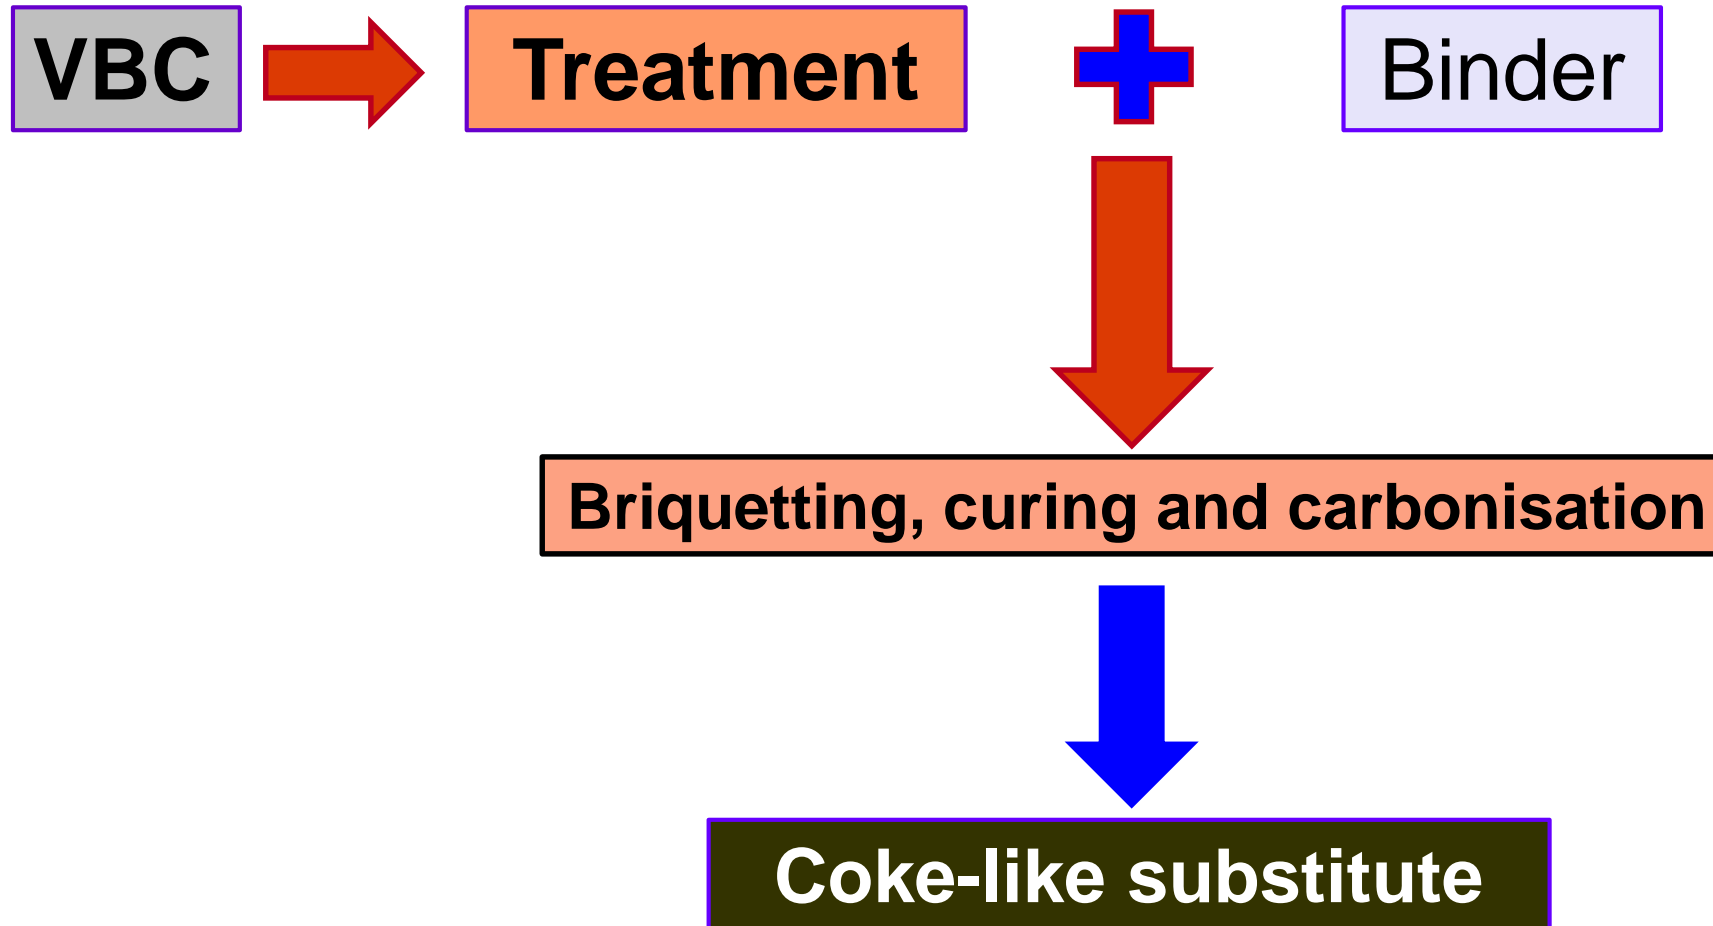 VBC
Treatment
Binder
Briquetting, curing and carbonisation
Coke-like substitute